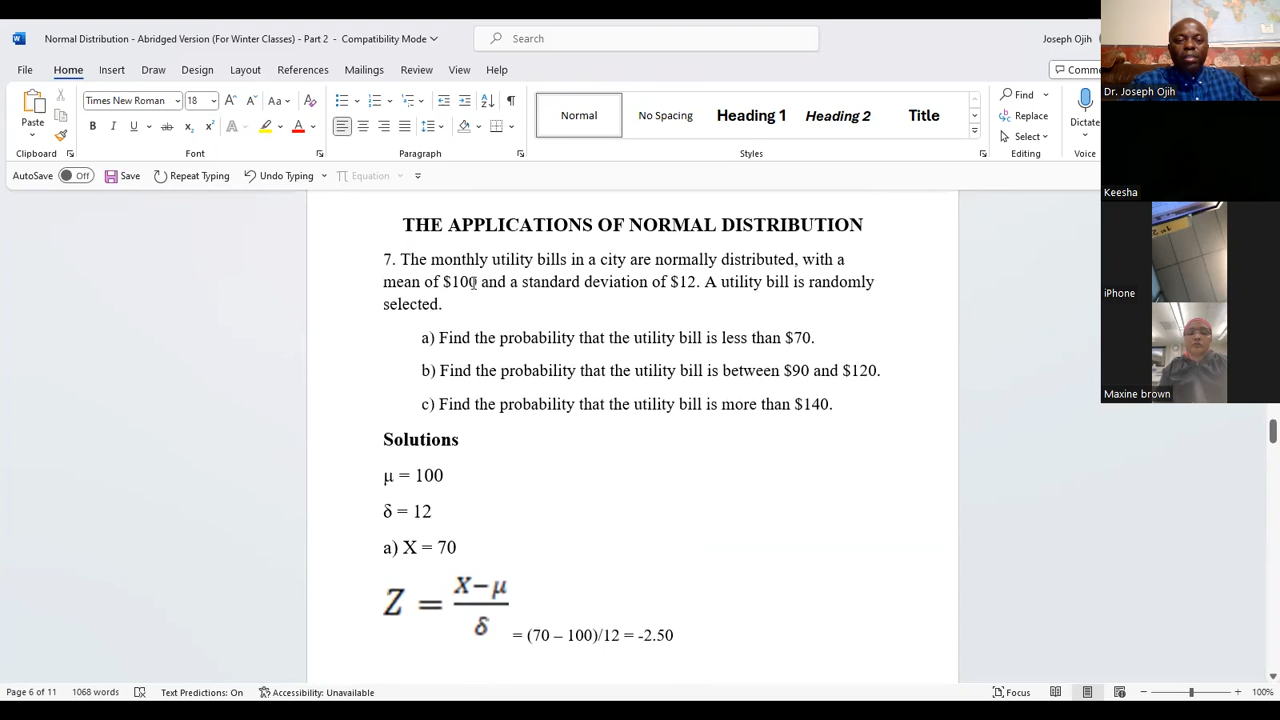 Normal Distribution - Abridged Version (For Winter Classes) - Part 2 - Compatibility Mode
Search
Joseph Ojih
File Home Insert Draw Design Layout References Mailings Review View Help
Times New Roman 18
Aa
Paste
B I U ab x₂ x² A A
Normal No Spacing Heading 1 Heading 2 Title
Find
Replace
Select
Dictate
Clipboard Font Paragraph Styles Editing Voice
AutoSave Off Save Repeat Typing Undo Typing Equation
Dr. Joseph Ojih
Keesha
iPhone
Maxine brown
THE APPLICATIONS OF NORMAL DISTRIBUTION
7. The monthly utility bills in a city are normally distributed, with a
mean of $100 and a standard deviation of $12. A utility bill is randomly
selected.
a) Find the probability that the utility bill is less than $70.
b) Find the probability that the utility bill is between $90 and $120.
c) Find the probability that the utility bill is more than $140.
Solutions
μ = 100
δ = 12
a) X = 70
Z = (X − μ)/δ = (70 – 100)/12 = -2.50
Page 6 of 11 1068 words Text Predictions: On Accessibility: Unavailable Focus 100%